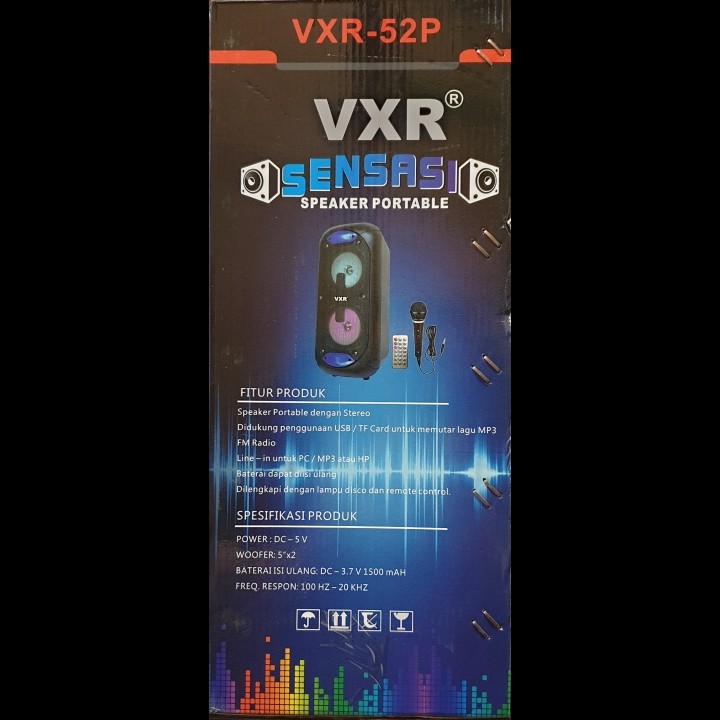 VXR-52P
VXR®
SENSASI
SPEAKER PORTABLE
VXR
FITUR PRODUK
Speaker Portable dengan Stereo
Didukung penggunaan USB / TF Card untuk memutar lagu MP3
FM Radio
Line – in untuk PC / MP3 atau HP
Baterai dapat diisi ulang
Dilengkapi dengan lampu disco dan remote control.
SPESIFIKASI PRODUK
POWER : DC – 5 V
WOOFER: 5"x2
BATERAI ISI ULANG: DC – 3.7 V 1500 mAH
FREQ. RESPON: 100 HZ – 20 KHZ